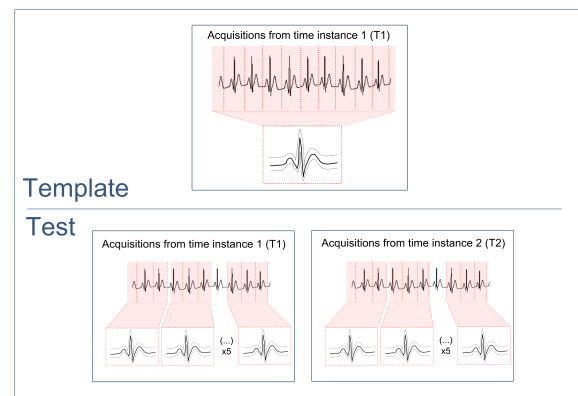 Acquisitions from time instance 1 (T1)
Template
Test
Acquisitions from time instance 1 (T1)
(...)
x5
Acquisitions from time instance 2 (T2)
(...)
x5